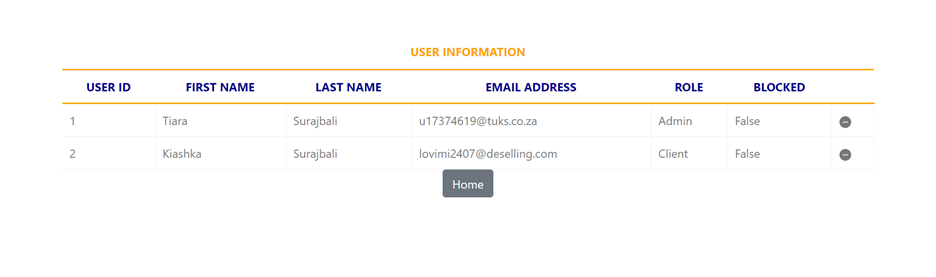 USER INFORMATION
USER ID FIRST NAME LAST NAME EMAIL ADDRESS ROLE BLOCKED
1 Tiara Surajbali u17374619@tuks.co.za Admin False
2 Kiashka Surajbali lovimi2407@deselling.com Client False
Home